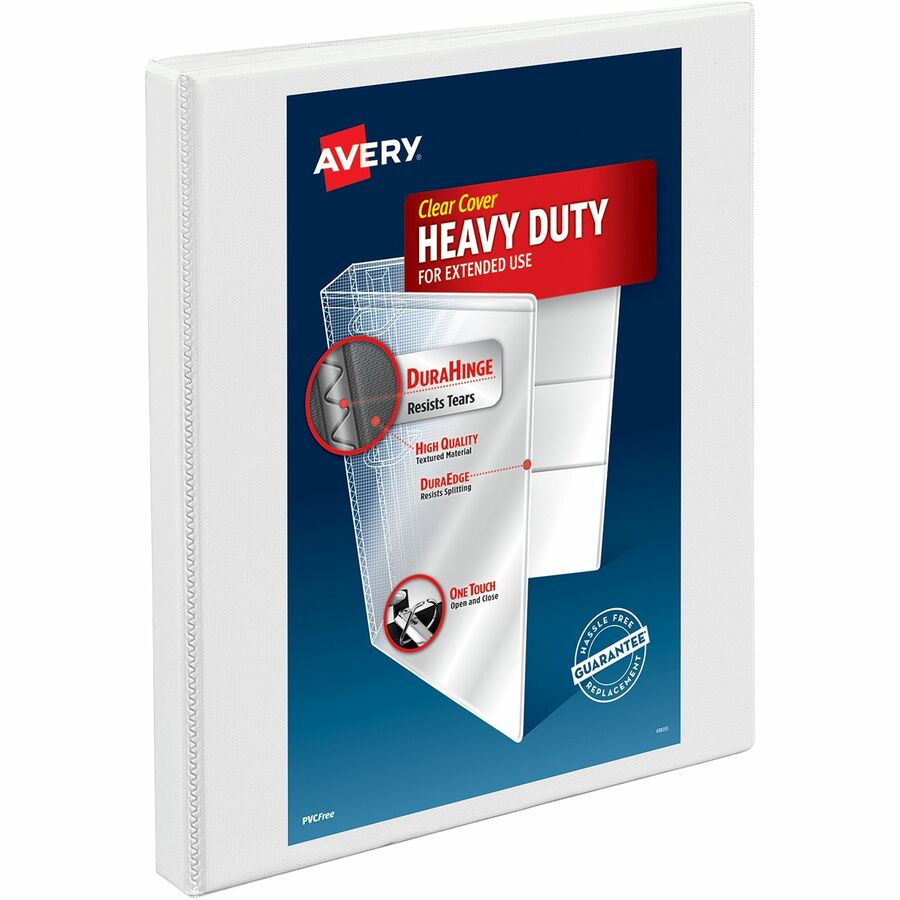 AVERY®
Clear Cover
HEAVY DUTY
FOR EXTENDED USE
DURAHINGE
Resists Tears
HIGH QUALITY
Textured Material
DURAEDGE
Resists Splitting
ONE TOUCH
Open and Close
HASSLE FREE
GUARANTEE
REPLACEMENT
PVCFree